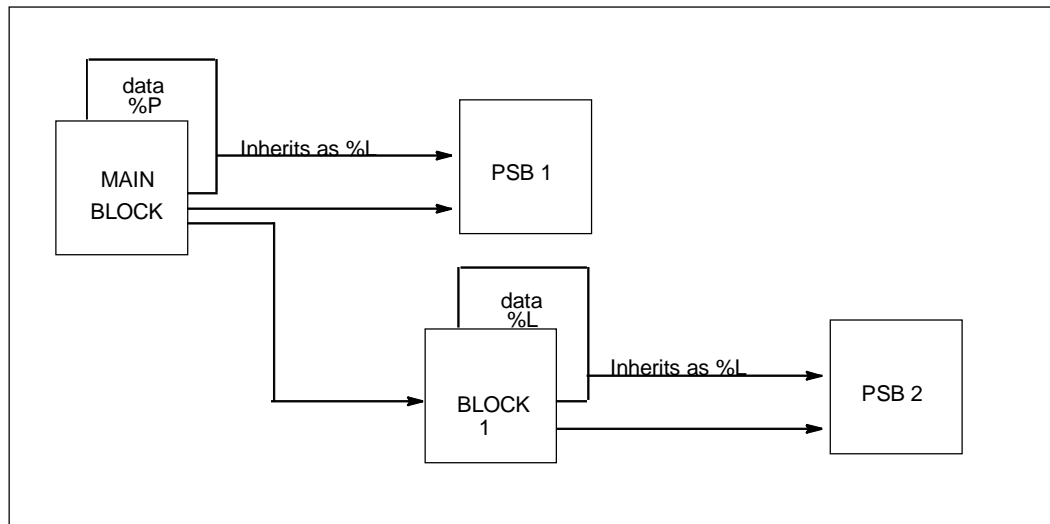 data
%P
Inherits as %L
MAIN
BLOCK
PSB 1
data
%L
Inherits as %L
BLOCK
1
PSB 2